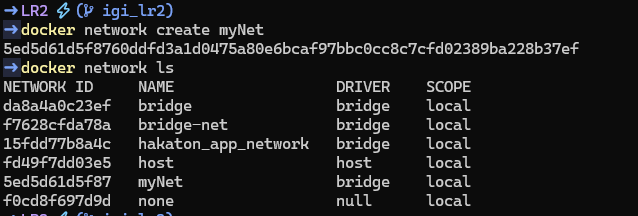 →LR2 ⚡(⑂ igi_lr2)
→docker network create myNet
5ed5d61d5f8760ddfd3a1d0475a80e6bcaf97bbc0cc8c7cfd02389ba228b37ef
→docker network ls
NETWORK ID     NAME                  DRIVER    SCOPE
da8a4a0c23ef   bridge                bridge    local
f7628cfda78a   bridge-net            bridge    local
15fdd77b8a4c   hakaton_app_network   bridge    local
fd49f7dd03e5   host                  host      local
5ed5d61d5f87   myNet                 bridge    local
f0cd8f697d9d   none                  null      local
→LR2 ⚡(⑂ igi_lr2)